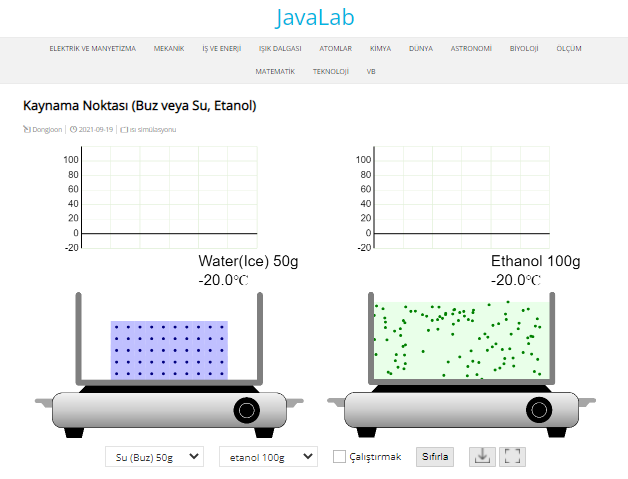 JavaLab
ELEKTRİK VE MANYETİZMA MEKANİK İŞ VE ENERJİ IŞIK DALGASI ATOMLAR KİMYA DÜNYA ASTRONOMİ BİYOLOJİ ÖLÇÜM
MATEMATİK TEKNOLOJİ VB
Kaynama Noktası (Buz veya Su, Etanol)
Dongjoon 2021-09-19 ısı simülasyonu
100 100
80 80
60 60
40 40
20 20
0 0
-20 -20
Water(Ice) 50g Ethanol 100g
-20.0℃ -20.0℃
Su (Buz) 50g etanol 100g Çalıştırmak Sıfırla